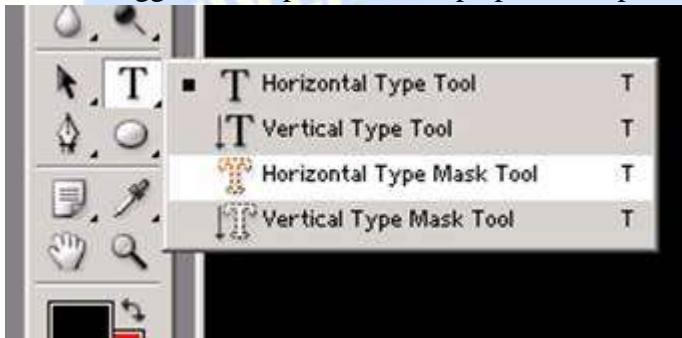 T Horizontal Type Tool T
T Vertical Type Tool T
T Horizontal Type Mask Tool T
T Vertical Type Mask Tool T